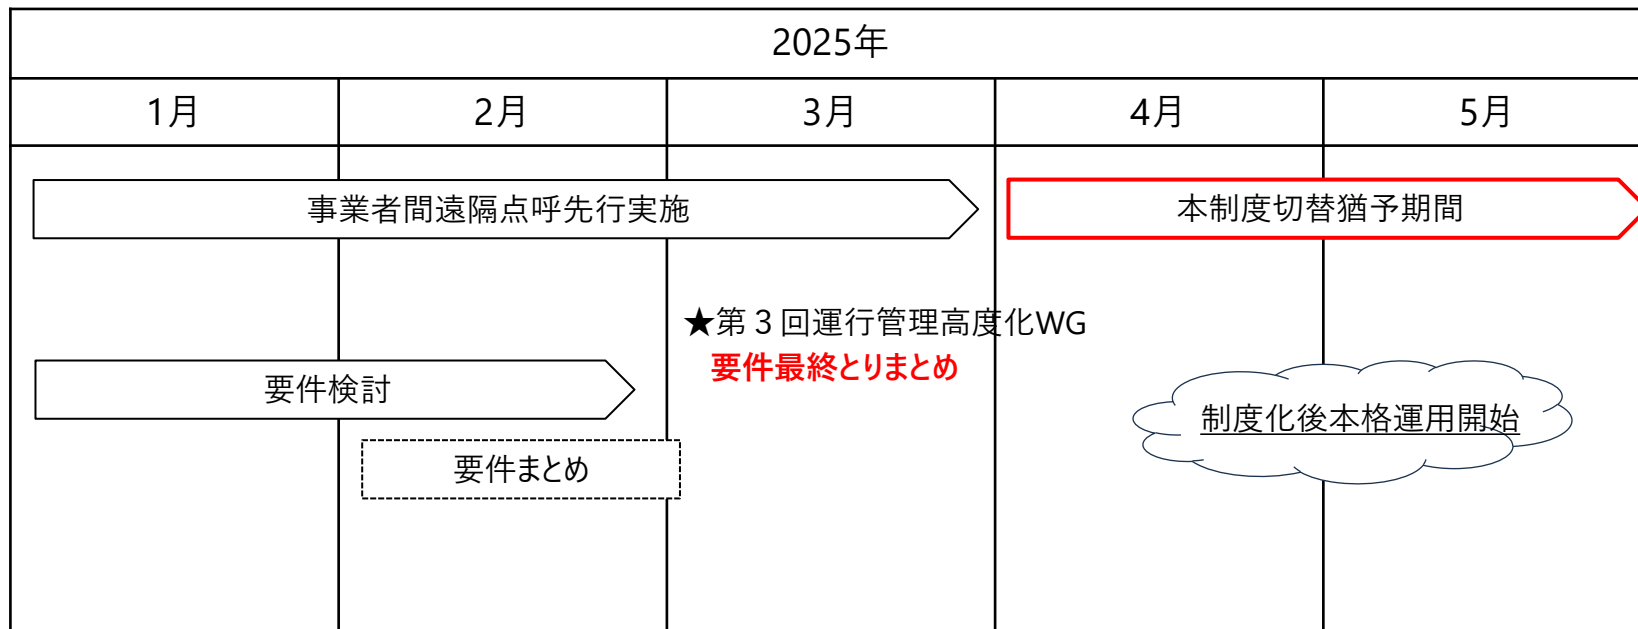 2025年
1月
2月
3月
4月
5月
事業者間遠隔点呼先行実施
本制度切替猶予期間
★第３回運行管理高度化WG
要件最終とりまとめ
要件検討
制度化後本格運用開始
要件まとめ